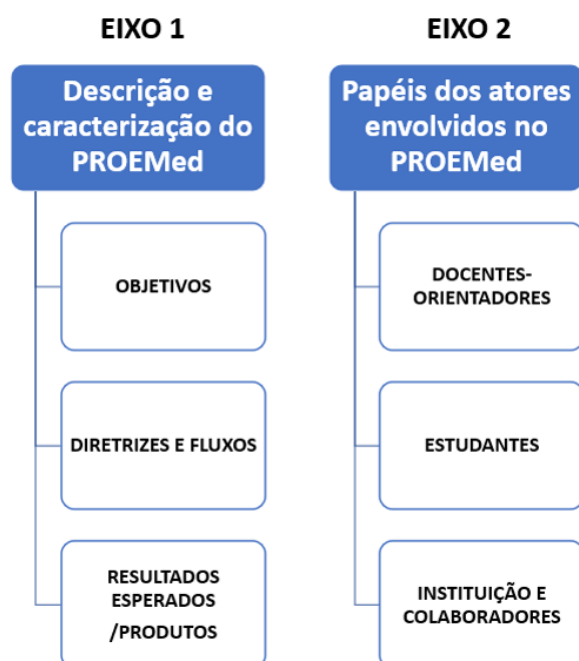 EIXO 1
Descrição e
caracterização do
PROEMed
OBJETIVOS
DIRETRIZES E FLUXOS
RESULTADOS
ESPERADOS
/PRODUTOS
EIXO 2
Papéis dos atores
envolvidos no
PROEMed
DOCENTES-
ORIENTADORES
ESTUDANTES
INSTITUIÇÃO E
COLABORADORES